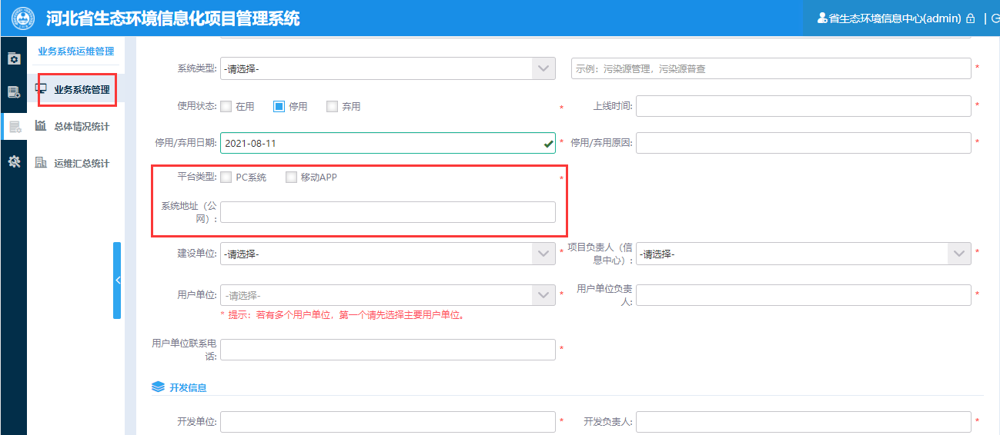 河北省生态环境信息化项目管理系统
省生态环境信息中心(admin)
业务系统运维管理
业务系统管理
总体情况统计
运维汇总统计
系统类型:
-请选择-
示例：污染源管理，污染源普查
*
使用状态:
在用
停用
弃用
*
上线时间:
*
停用/弃用日期:
2021-08-11
*
停用/弃用原因:
*
平台类型:
PC系统
移动APP
*
系统地址（公
网）:
建设单位:
-请选择-
*
项目负责人（信
息中心）:
-请选择-
*
用户单位:
-请选择-
*
用户单位负责
人:
*
* 提示：若有多个用户单位，第一个请先选择主要用户单位。
用户单位联系电
话:
*
开发信息
开发单位:
*
开发负责人:
*